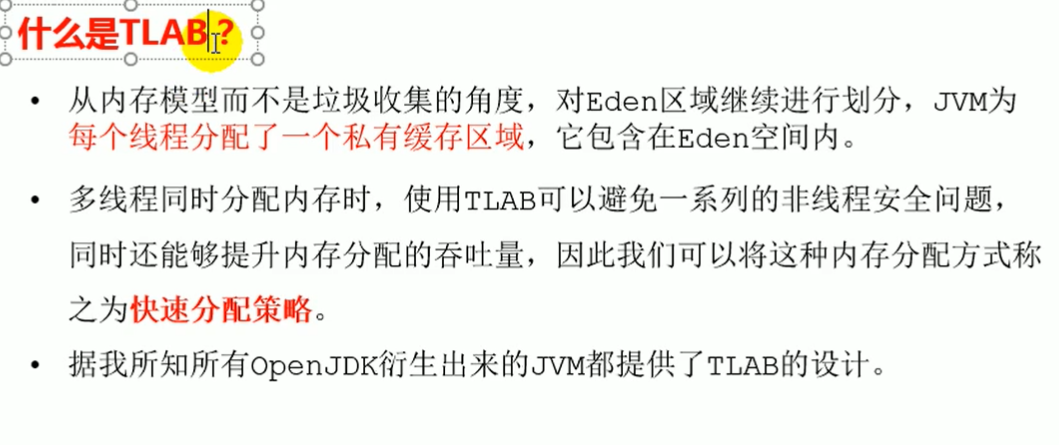 什么是TLAB？
• 从内存模型而不是垃圾收集的角度，对Eden区域继续进行划分，JVM为
每个线程分配了一个私有缓存区域，它包含在Eden空间内。
• 多线程同时分配内存时，使用TLAB可以避免一系列的非线程安全问题，
同时还能够提升内存分配的吞吐量，因此我们可以将这种内存分配方式称
之为快速分配策略。
• 据我所知所有OpenJDK衍生出来的JVM都提供了TLAB的设计。